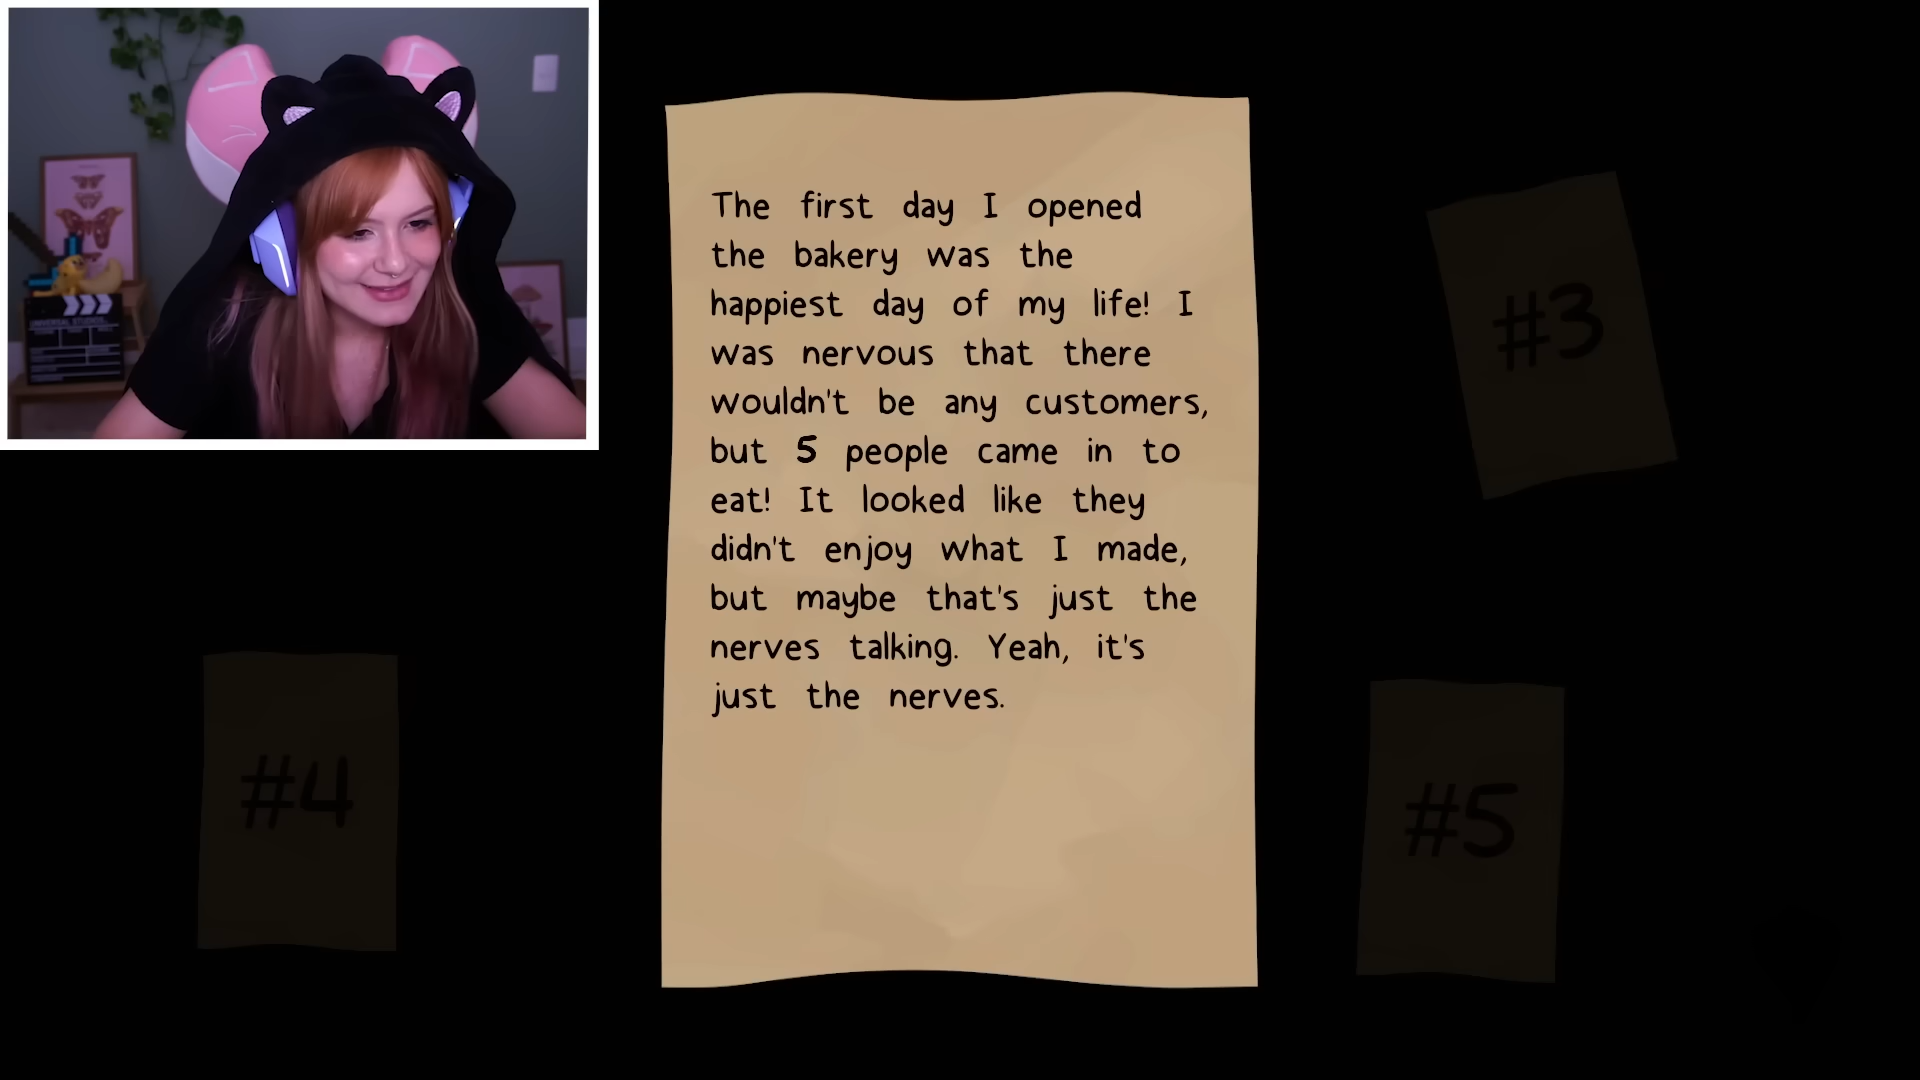 The first day I opened
the bakery was the
happiest day of my life! I
was nervous that there
wouldn't be any customers,
but 5 people came in to
eat! It looked like they
didn't enjoy what I made,
but maybe that's just the
nerves talking. Yeah, it's
just the nerves.
#3
#4
#5
UNIVERSAL STUDIOS